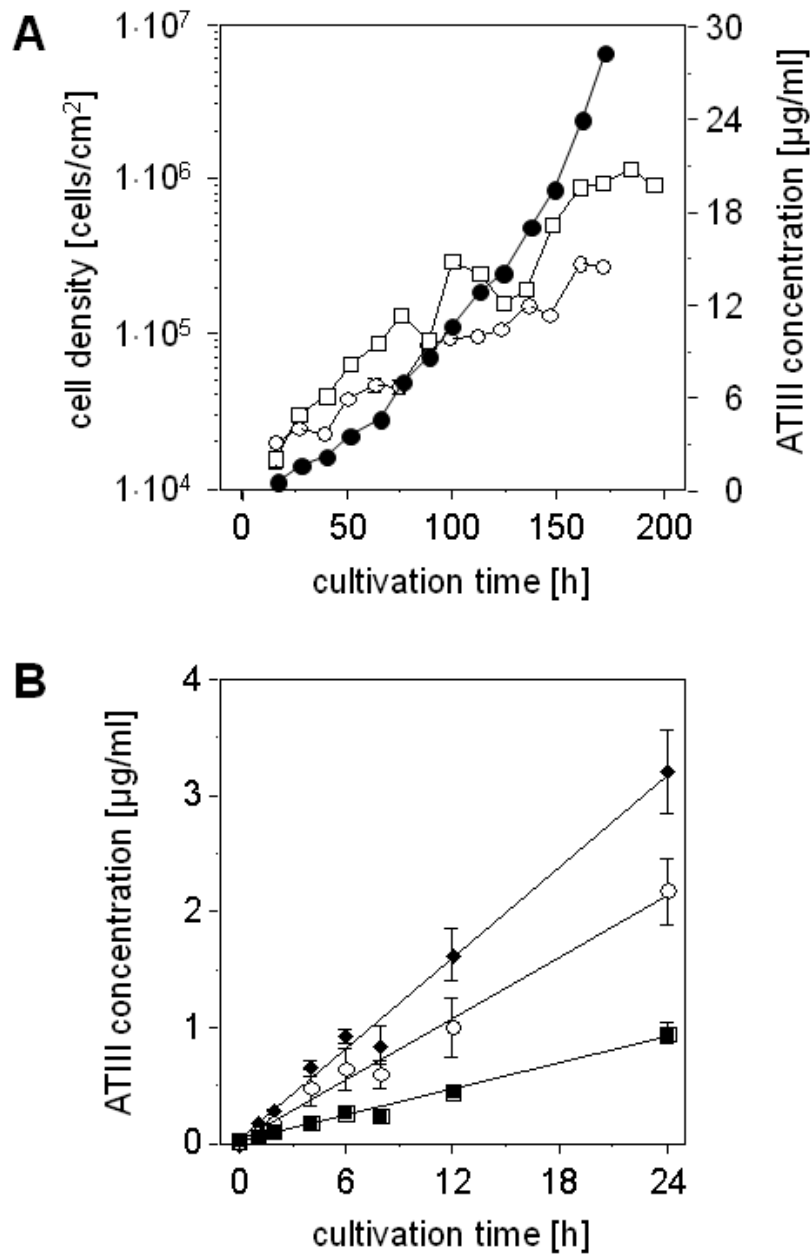 A
1·10⁷
1·10⁶
1·10⁵
1·10⁴
cell density [cells/cm²]
30
24
18
12
6
0
ATIII concentration [µg/ml]
0 50 100 150 200
cultivation time [h]
B
4
3
2
1
0
ATIII concentration [µg/ml]
0 6 12 24
cultivation time [h]